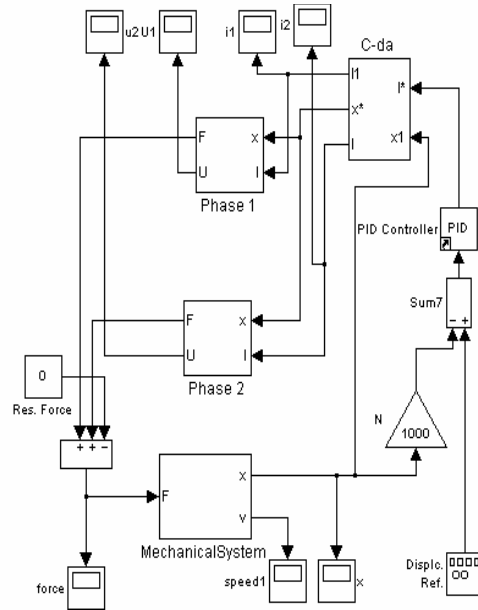 u2 U1 i1 i2
C-da
I1 I*
x*
I x1
F x
U I
Phase 1
PID Controller PID
Sum7
- +
F x
U I
Phase 2
0
Res. Force
+ + -
N
1000
F x
v
MechanicalSystem
force
speed1
x
Displc.
Ref.